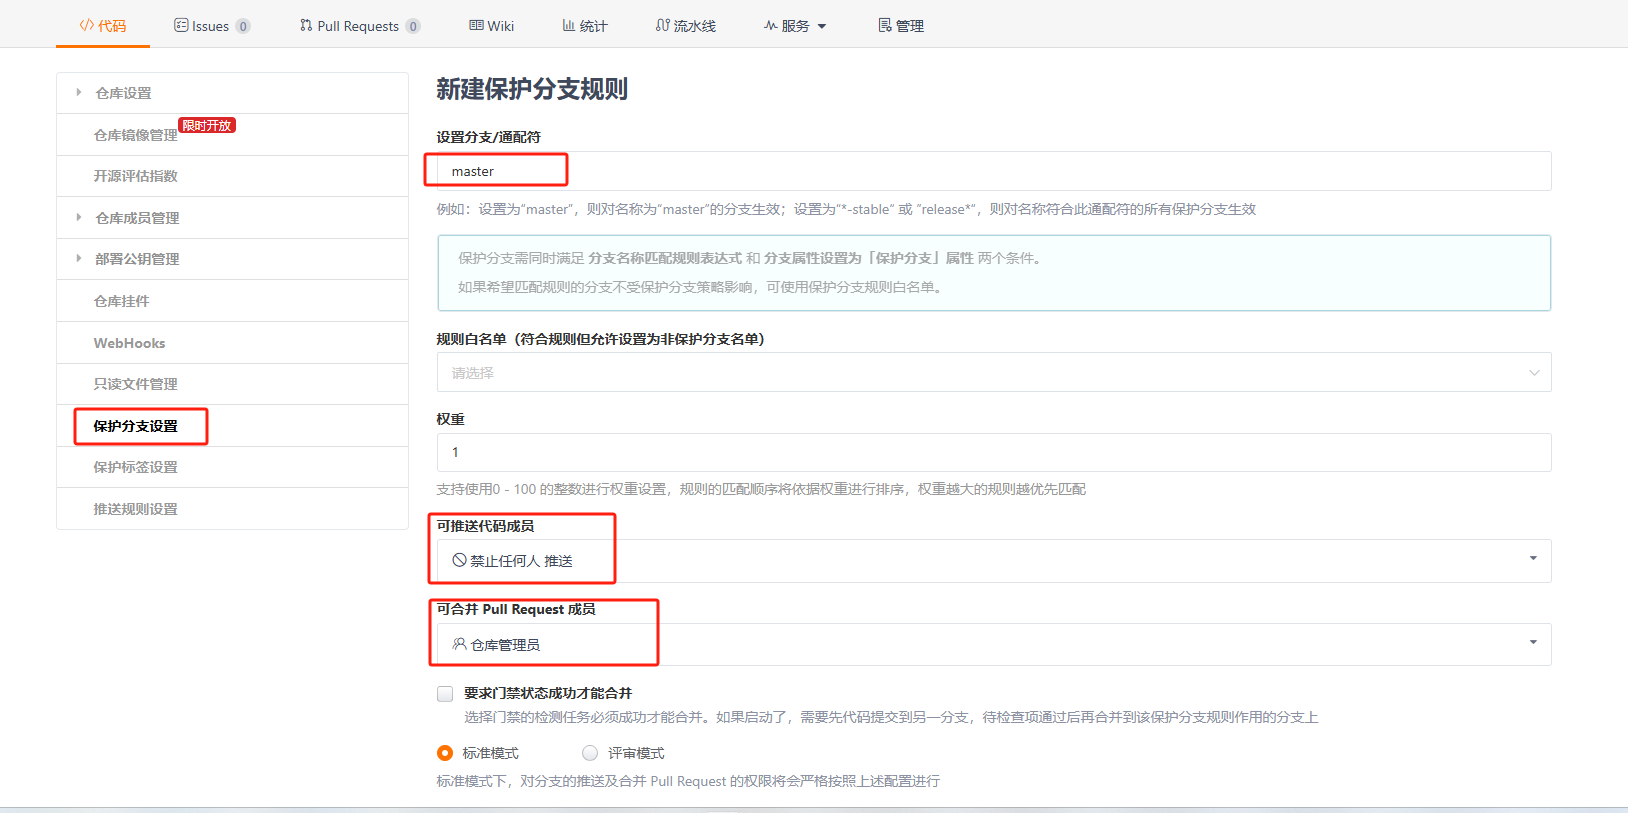 代码 Issues 0 Pull Requests 0 Wiki 统计 流水线 服务 管理
仓库设置
仓库镜像管理 限时开放
开源评估指数
仓库成员管理
部署公钥管理
仓库挂件
WebHooks
只读文件管理
保护分支设置
保护标签设置
推送规则设置
新建保护分支规则
设置分支/通配符
master
例如：设置为“master”，则对名称为“master”的分支生效；设置为“*-stable“ 或 ”release*“，则对名称符合此通配符的所有保护分支生效
保护分支需同时满足 分支名称匹配规则表达式 和 分支属性设置为「保护分支」属性 两个条件。
如果希望匹配规则的分支不受保护分支策略影响，可使用保护分支规则白名单。
规则白名单（符合规则但允许设置为非保护分支名单）
请选择
权重
1
支持使用0 - 100 的整数进行权重设置，规则的匹配顺序将依据权重进行排序，权重越大的规则越优先匹配
可推送代码成员
禁止任何人 推送
可合并 Pull Request 成员
仓库管理员
要求门禁状态成功才能合并
选择门禁的检测任务必须成功才能合并。如果启动了，需要先代码提交到另一分支，待检查项通过后再合并到该保护分支规则作用的分支上
标准模式 评审模式
标准模式下，对分支的推送及合并 Pull Request 的权限将会严格按照上述配置进行